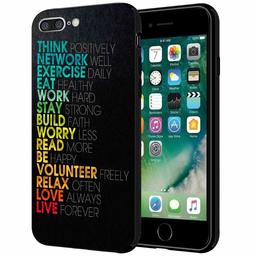 THINK POSITIVELY
NETWORK WELL
EXERCISE DAILY
EAT HEALTHY
WORK HARD
STAY STRONG
BUILD FAITH
WORRY LESS
READ MORE
BE HAPPY
VOLUNTEER FREELY
RELAX OFTEN
LOVE ALWAYS
LIVE FOREVER